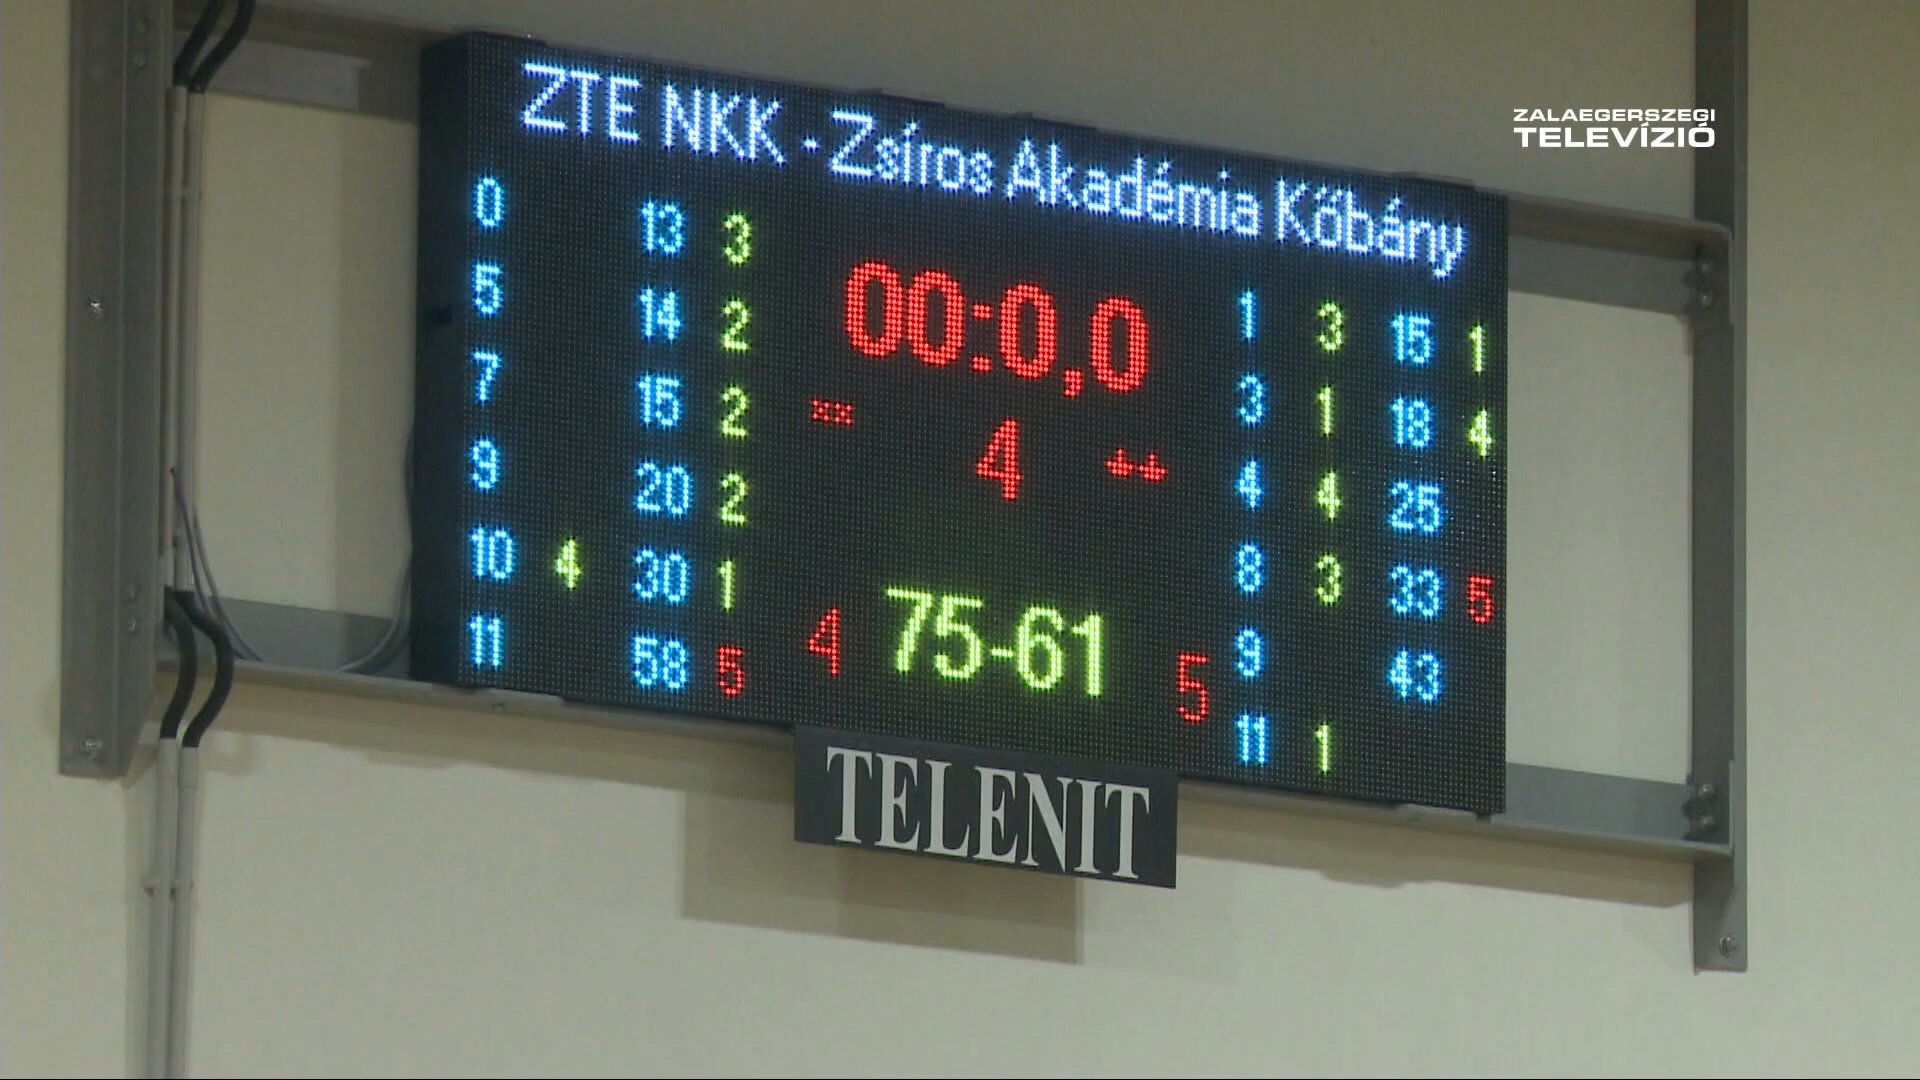 ZALAEGERSZEGI
TELEVÍZIÓ
ZTE NKK - Zsíros Akadémia Kőbány
00:0,0
xx 4 ++
75-61
4 5
0 13 3
5 14 2
7 15 2
9 20 2
10 4 30 1
11 58 5
1 3 15 1
3 1 18 4
4 4 25
8 3 33 5
9 43
11 1
TELENIT